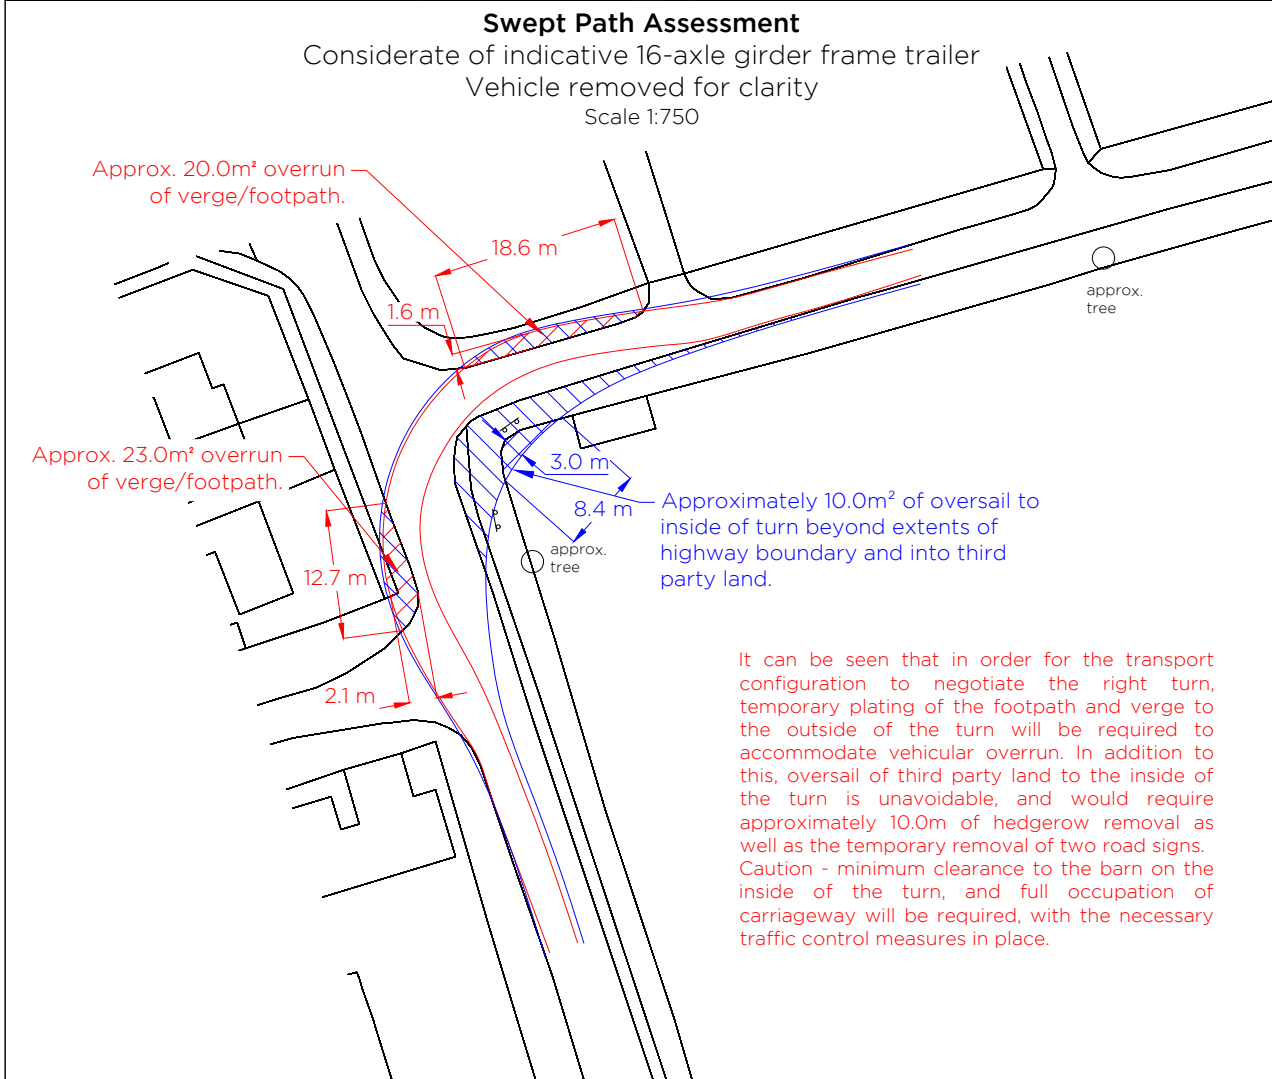 Swept Path Assessment
Considerate of indicative 16-axle girder frame trailer
Vehicle removed for clarity
Scale 1:750
Approx. 20.0m² overrun
of verge/footpath.
18.6 m
1.6 m
approx.
tree
Approx. 23.0m² overrun
of verge/footpath.
3.0 m
8.4 m
Approximately 10.0m² of oversail to
inside of turn beyond extents of
highway boundary and into third
party land.
approx.
tree
12.7 m
2.1 m
It can be seen that in order for the transport
configuration to negotiate the right turn,
temporary plating of the footpath and verge to
the outside of the turn will be required to
accommodate vehicular overrun. In addition to
this, oversail of third party land to the inside of
the turn is unavoidable, and would require
approximately 10.0m of hedgerow removal as
well as the temporary removal of two road signs.
Caution - minimum clearance to the barn on the
inside of the turn, and full occupation of
carriageway will be required, with the necessary
traffic control measures in place.